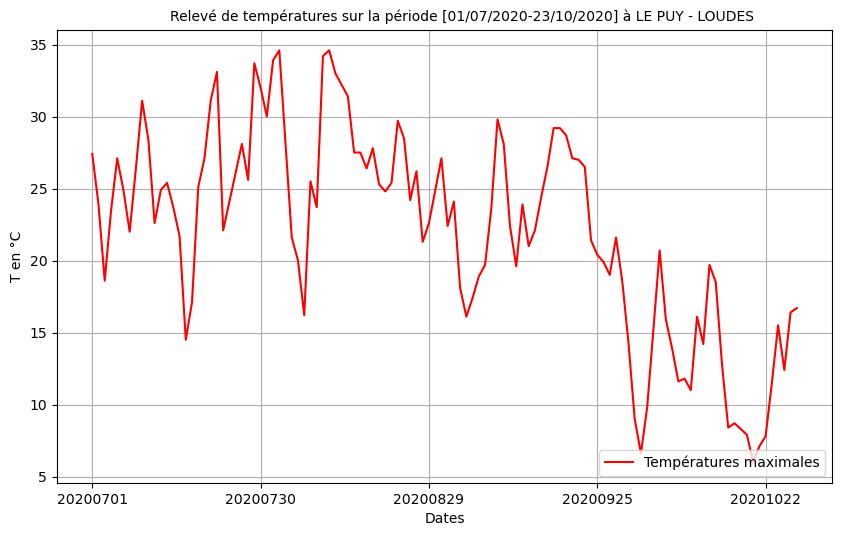 Relevé de températures sur la période [01/07/2020-23/10/2020] à LE PUY - LOUDES
35
30
25
20
15
10
5
T en °C
20200701 20200730 20200829 20200925 20201022
Dates
Températures maximales